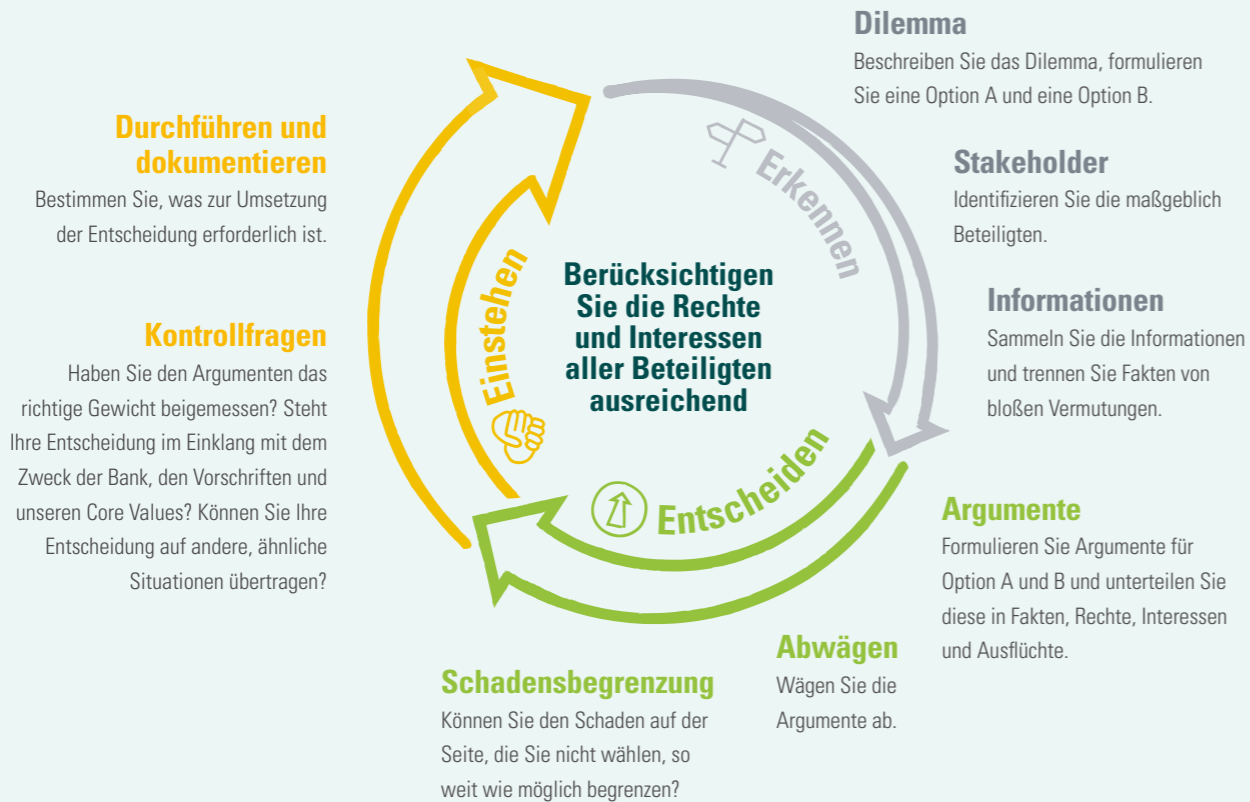 Dilemma
Beschreiben Sie das Dilemma, formulieren
Sie eine Option A und eine Option B.
Stakeholder
Identifizieren Sie die maßgeblich
Beteiligten.
Informationen
Sammeln Sie die Informationen
und trennen Sie Fakten von
bloßen Vermutungen.
Argumente
Formulieren Sie Argumente für
Option A und B und unterteilen Sie
diese in Fakten, Rechte, Interessen
und Ausflüchte.
Abwägen
Wägen Sie die
Argumente ab.
Schadensbegrenzung
Können Sie den Schaden auf der
Seite, die Sie nicht wählen, so
weit wie möglich begrenzen?
Kontrollfragen
Haben Sie den Argumenten das
richtige Gewicht beigemessen? Steht
Ihre Entscheidung im Einklang mit dem
Zweck der Bank, den Vorschriften und
unseren Core Values? Können Sie Ihre
Entscheidung auf andere, ähnliche
Situationen übertragen?
Durchführen und
dokumentieren
Bestimmen Sie, was zur Umsetzung
der Entscheidung erforderlich ist.
Erkennen
Entscheiden
Einstehen
Berücksichtigen
Sie die Rechte
und Interessen
aller Beteiligten
ausreichend